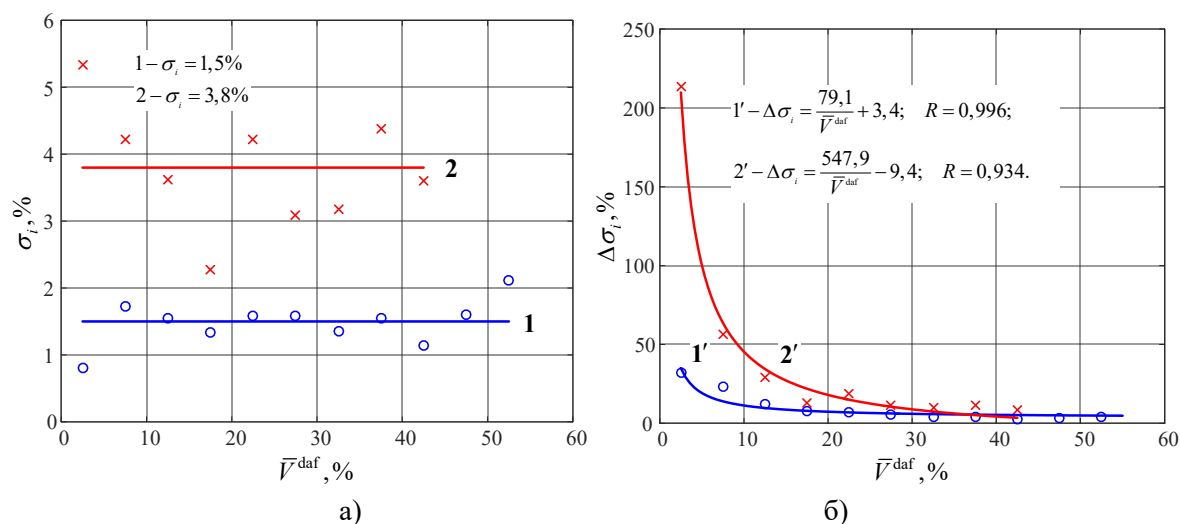 6
5
4
3
2
1
0
σᵢ, %
1 – σᵢ = 1,5%
2 – σᵢ = 3,8%
2
1
0 10 20 30 40 50 60
V̄ᵈᵃᶠ, %
а)
250
200
150
100
50
0
Δσᵢ, %
1′ – Δσᵢ = 79,1/V̄ᵈᵃᶠ + 3,4; R = 0,996;
2′ – Δσᵢ = 547,9/V̄ᵈᵃᶠ – 9,4; R = 0,934.
1′ 2′
0 10 20 30 40 50 60
V̄ᵈᵃᶠ, %
б)